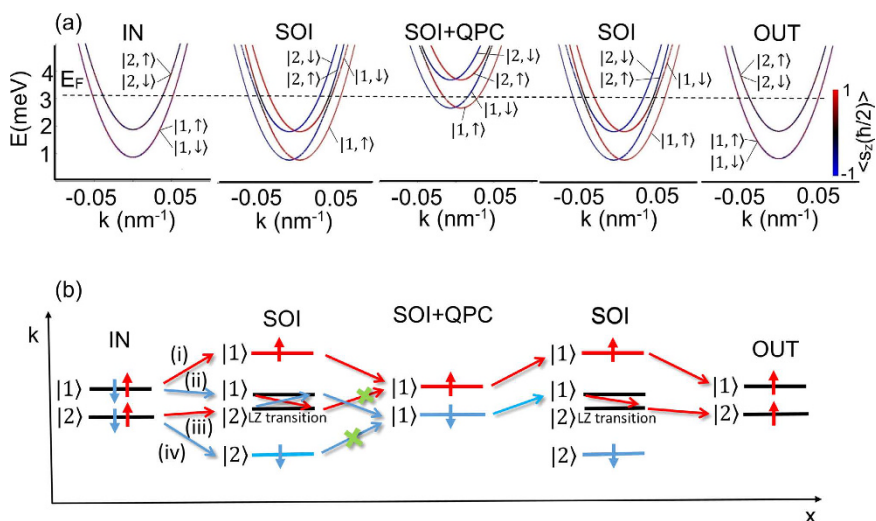 (a)
IN
SOI
SOI+QPC
SOI
OUT
E(meV)
4
3
2
1
E_F
|2,↑⟩
|2,↓⟩
|1,↑⟩
|1,↓⟩
|2,↓⟩
|2,↑⟩
|1,↓⟩
|1,↑⟩
|2,↓⟩
|2,↑⟩
|1,↓⟩
|1,↑⟩
|2,↓⟩
|2,↑⟩
|1,↓⟩
|1,↑⟩
|2,↑⟩
|2,↓⟩
|1,↑⟩
|1,↓⟩
1
-1
<s_z(ħ/2)>
-0.05 0.05
-0.05 0.05
-0.05 0.05
-0.05 0.05
-0.05 0.05
k (nm⁻¹)
k (nm⁻¹)
k (nm⁻¹)
k (nm⁻¹)
k (nm⁻¹)
(b)
k
IN
SOI
SOI+QPC
SOI
OUT
|1⟩
|2⟩
(i)
(ii)
(iii)
(iv)
|1⟩
|1⟩
|2⟩
LZ transition
|2⟩
|1⟩
|1⟩
|1⟩
|1⟩
|2⟩
LZ transition
|2⟩
|1⟩
|2⟩
x